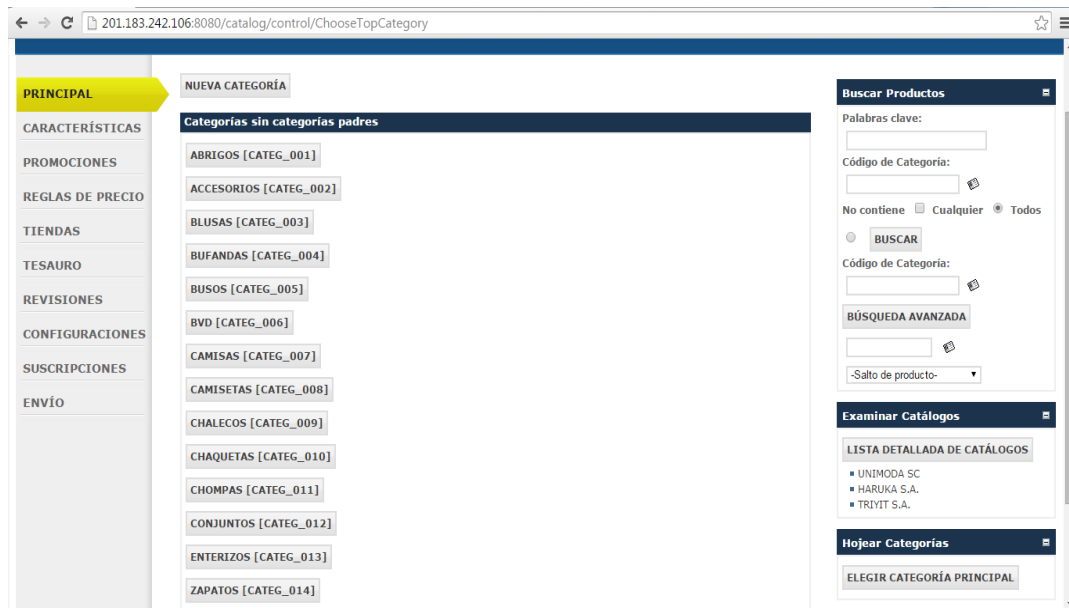 201.183.242.106:8080/catalog/control/ChooseTopCategory
PRINCIPAL
CARACTERÍSTICAS
PROMOCIONES
REGLAS DE PRECIO
TIENDAS
TESAURO
REVISIONES
CONFIGURACIONES
SUSCRIPCIONES
ENVÍO
NUEVA CATEGORÍA
Categorías sin categorías padres
ABRIGOS [CATEG_001]
ACCESORIOS [CATEG_002]
BLUSAS [CATEG_003]
BUFANDAS [CATEG_004]
BUSOS [CATEG_005]
BVD [CATEG_006]
CAMISAS [CATEG_007]
CAMISETAS [CATEG_008]
CHALECOS [CATEG_009]
CHAQUETAS [CATEG_010]
CHOMPAS [CATEG_011]
CONJUNTOS [CATEG_012]
ENTERIZOS [CATEG_013]
ZAPATOS [CATEG_014]
Buscar Productos
Palabras clave:
Código de Categoría:
No contiene Cualquier Todos
BUSCAR
Código de Categoría:
BÚSQUEDA AVANZADA
-Salto de producto-
Examinar Catálogos
LISTA DETALLADA DE CATÁLOGOS
UNIMODA SC
HARUKA S.A.
TRIYIT S.A.
Hojear Categorías
ELEGIR CATEGORÍA PRINCIPAL